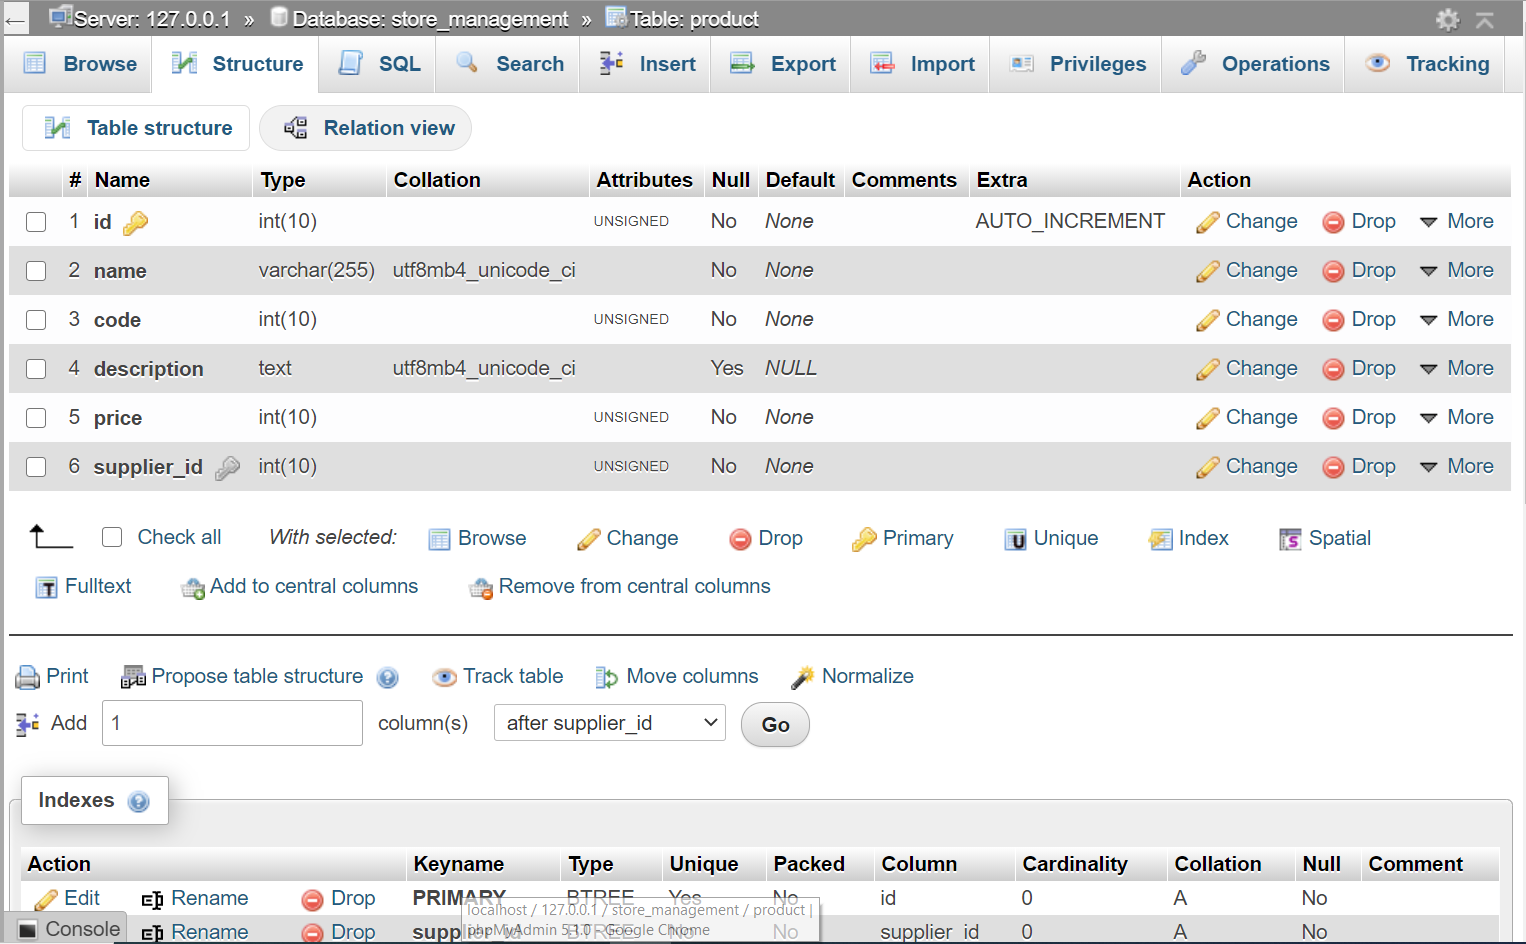 Server: 127.0.0.1 » Database: store_management » Table: product
Browse Structure SQL Search Insert Export Import Privileges Operations Tracking
Table structure Relation view
# Name Type Collation Attributes Null Default Comments Extra Action
1 id int(10) UNSIGNED No None AUTO_INCREMENT Change Drop More
2 name varchar(255) utf8mb4_unicode_ci No None Change Drop More
3 code int(10) UNSIGNED No None Change Drop More
4 description text utf8mb4_unicode_ci Yes NULL Change Drop More
5 price int(10) UNSIGNED No None Change Drop More
6 supplier_id int(10) UNSIGNED No None Change Drop More
Check all With selected: Browse Change Drop Primary Unique Index Spatial
Fulltext Add to central columns Remove from central columns
Print Propose table structure Track table Move columns Normalize
Add 1 column(s) after supplier_id Go
Indexes
Action Keyname Type Unique Packed Column Cardinality Collation Null Comment
Edit Rename Drop PRIMARY BTREE Yes No id 0 A No
localhost / 127.0.0.1 / store_management / product |
phpMyAdmin 5.1.0 - Google Chrome
Console Rename Drop supplier_id BTREE No No supplier_id 0 A No